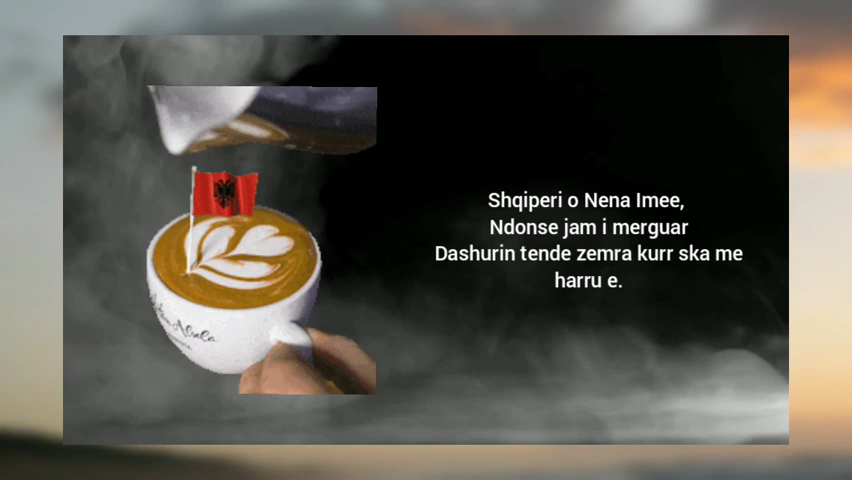 Shqiperi o Nena Imee,
Ndonse jam i merguar
Dashurin tende zemra kurr ska me
harru e.